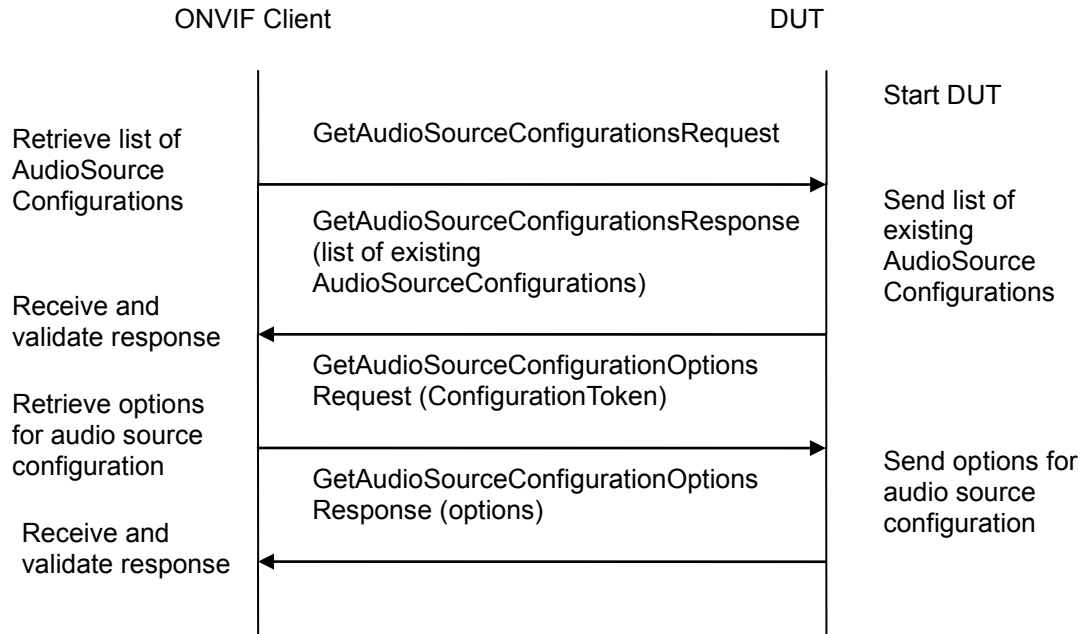 ONVIF Client
DUT
Start DUT
Retrieve list of
AudioSource
Configurations
GetAudioSourceConfigurationsRequest
GetAudioSourceConfigurationsResponse
(list of existing
AudioSourceConfigurations)
Send list of
existing
AudioSource
Configurations
Receive and
validate response
GetAudioSourceConfigurationOptions
Request (ConfigurationToken)
Retrieve options
for audio source
configuration
GetAudioSourceConfigurationOptions
Response (options)
Send options for
audio source
configuration
Receive and
validate response